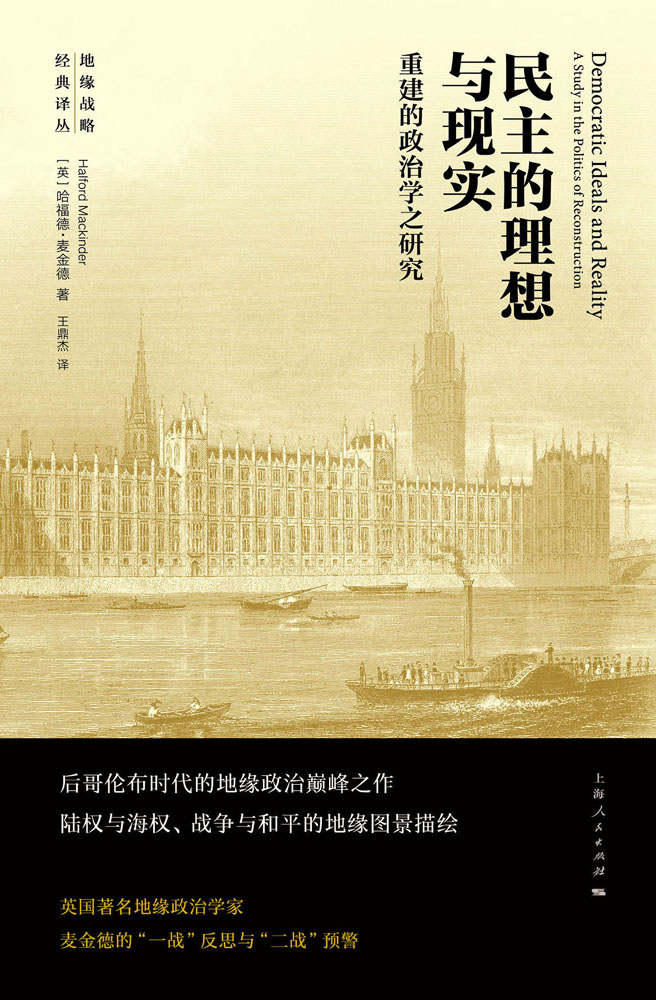 Democratic Ideals and Reality
A Study in the Politics of Reconstruction
民主的理想
与现实
重建的政治学之研究
地缘战略
经典译丛
Halford Mackinder
[英]哈福德·麦金德 著
王鼎杰 译
后哥伦布时代的地缘政治巅峰之作
陆权与海权、战争与和平的地缘图景描绘
英国著名地缘政治学家
麦金德的“一战”反思与“二战”预警
上海人民出版社